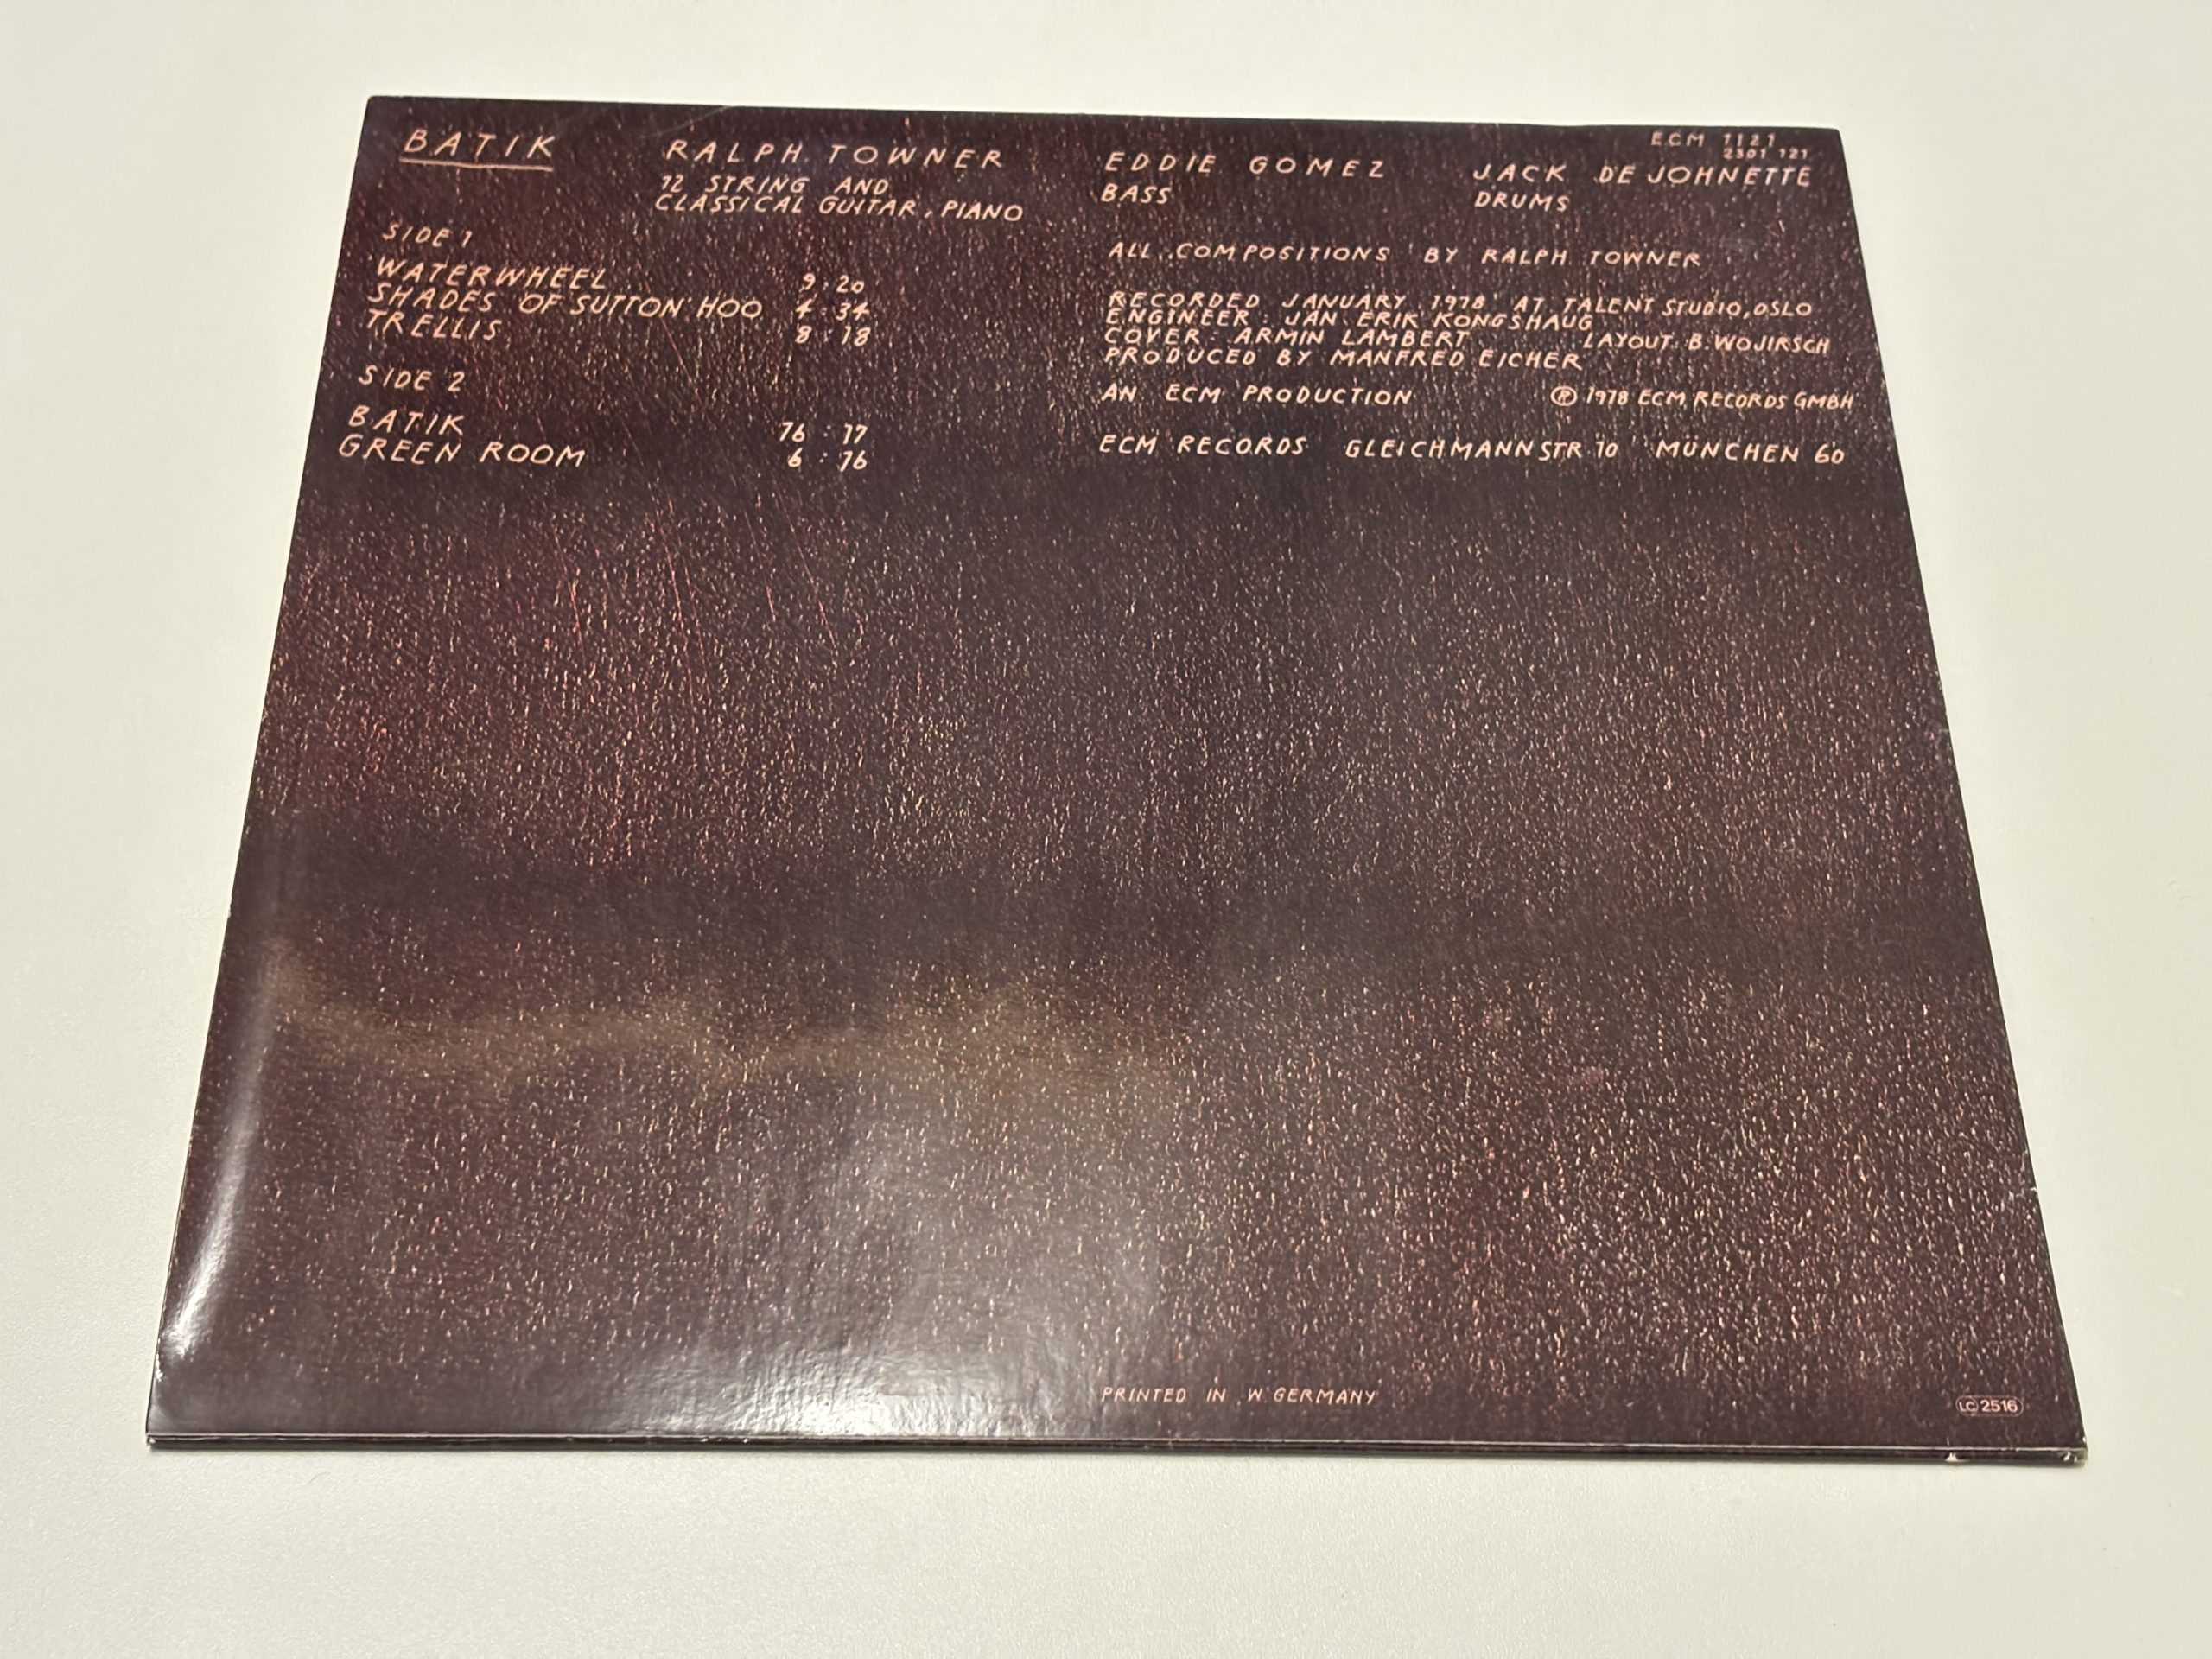 BATIK
RALPH TOWNER
12 STRING AND
CLASSICAL GUITAR, PIANO
EDDIE GOMEZ
BASS
ECM 1121
2301 121
JACK DE JOHNETTE
DRUMS
SIDE 1
WATERWHEEL 9:20
SHADES OF SUTTON HOO 4:34
TRELLIS 8:18
SIDE 2
BATIK 16:17
GREEN ROOM 6:16
ALL COMPOSITIONS BY RALPH TOWNER
RECORDED JANUARY 1978 AT TALENT STUDIO, OSLO
ENGINEER: JAN ERIK KONGSHAUG
COVER: ARMIN LAMBERT LAYOUT: B. WOJIRSCH
PRODUCED BY MANFRED EICHER
AN ECM PRODUCTION ℗ 1978 ECM RECORDS GMBH
ECM RECORDS GLEICHMANNSTR 10 MÜNCHEN 60
PRINTED IN W. GERMANY
LC 2516